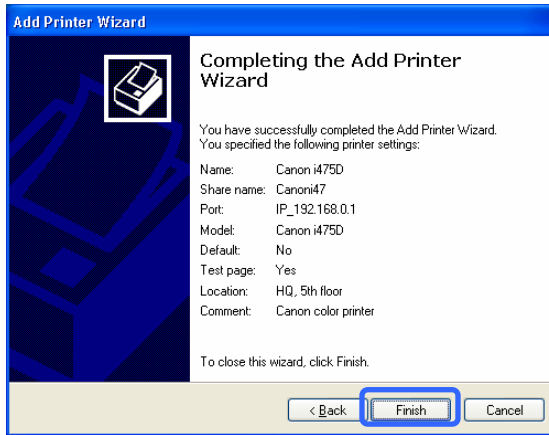 Add Printer Wizard
Completing the Add Printer
Wizard
You have successfully completed the Add Printer Wizard.
You specified the following printer settings:
Name: Canon i475D
Share name: Canoni47
Port: IP_192.168.0.1
Model: Canon i475D
Default: No
Test page: Yes
Location: HQ, 5th floor
Comment: Canon color printer
To close this wizard, click Finish.
< Back Finish Cancel